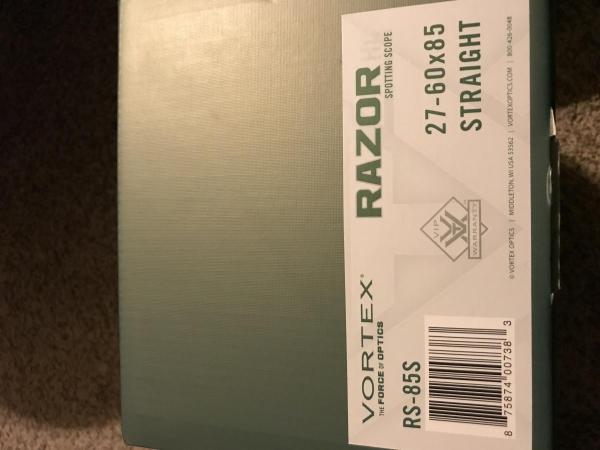 VORTEX®
THE FORCE OF OPTICS
RAZOR HD
SPOTTING SCOPE
RS-85S
27-60x85
STRAIGHT
VIP
WARRANTY
8 75874 00738 3
© VORTEX OPTICS | MIDDLETON, WI USA 53562 | VORTEXOPTICS.COM | 800-426-0048